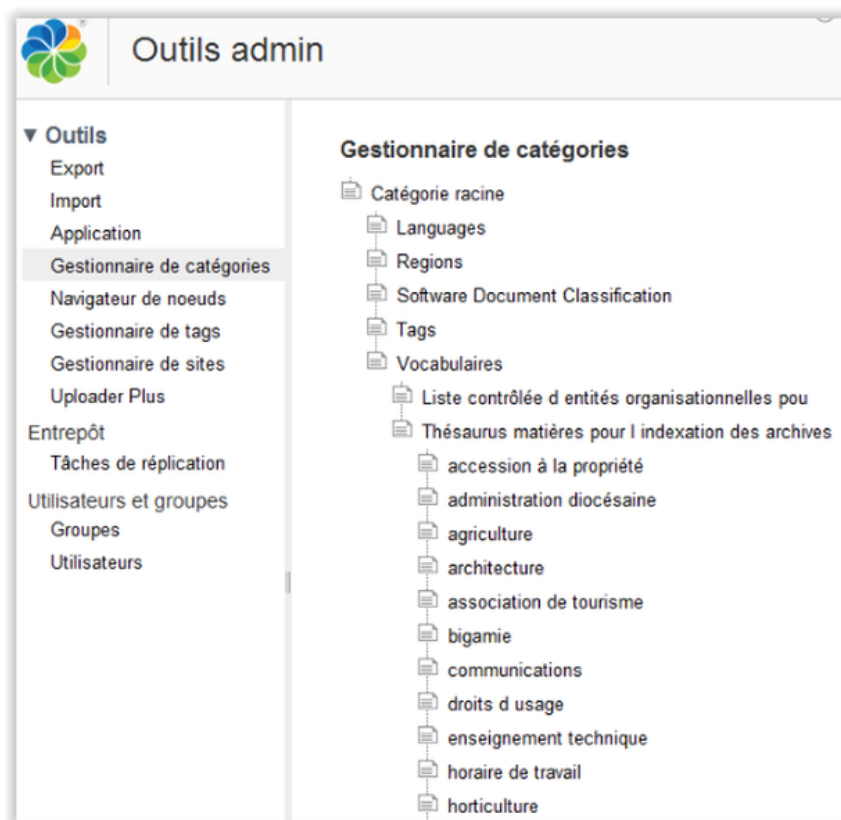 Outils admin
▼ Outils
Export
Import
Application
Gestionnaire de catégories
Navigateur de noeuds
Gestionnaire de tags
Gestionnaire de sites
Uploader Plus
Entrepôt
Tâches de réplication
Utilisateurs et groupes
Groupes
Utilisateurs
Gestionnaire de catégories
Catégorie racine
Languages
Regions
Software Document Classification
Tags
Vocabulaires
Liste contrôlée d entités organisationnelles pou
Thésaurus matières pour l indexation des archives
accession à la propriété
administration diocésaine
agriculture
architecture
association de tourisme
bigamie
communications
droits d usage
enseignement technique
horaire de travail
horticulture